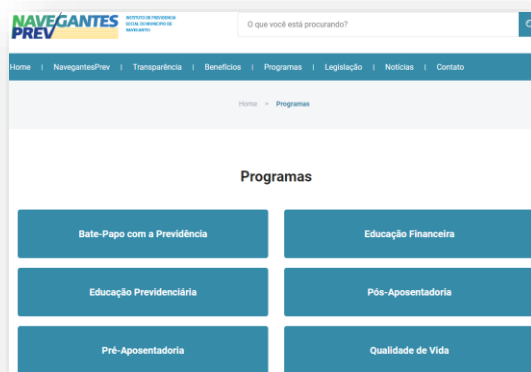 NAVEGANTES
PREV
INSTITUTO DE PREVIDÊNCIA
SOCIAL DO MUNICÍPIO DE
NAVEGANTES
O que você está procurando?
Home | NavegantesPrev | Transparência | Benefícios | Programas | Legislação | Notícias | Contato
Home > Programas
Programas
Bate-Papo com a Previdência
Educação Financeira
Educação Previdenciária
Pós-Aposentadoria
Pré-Aposentadoria
Qualidade de Vida